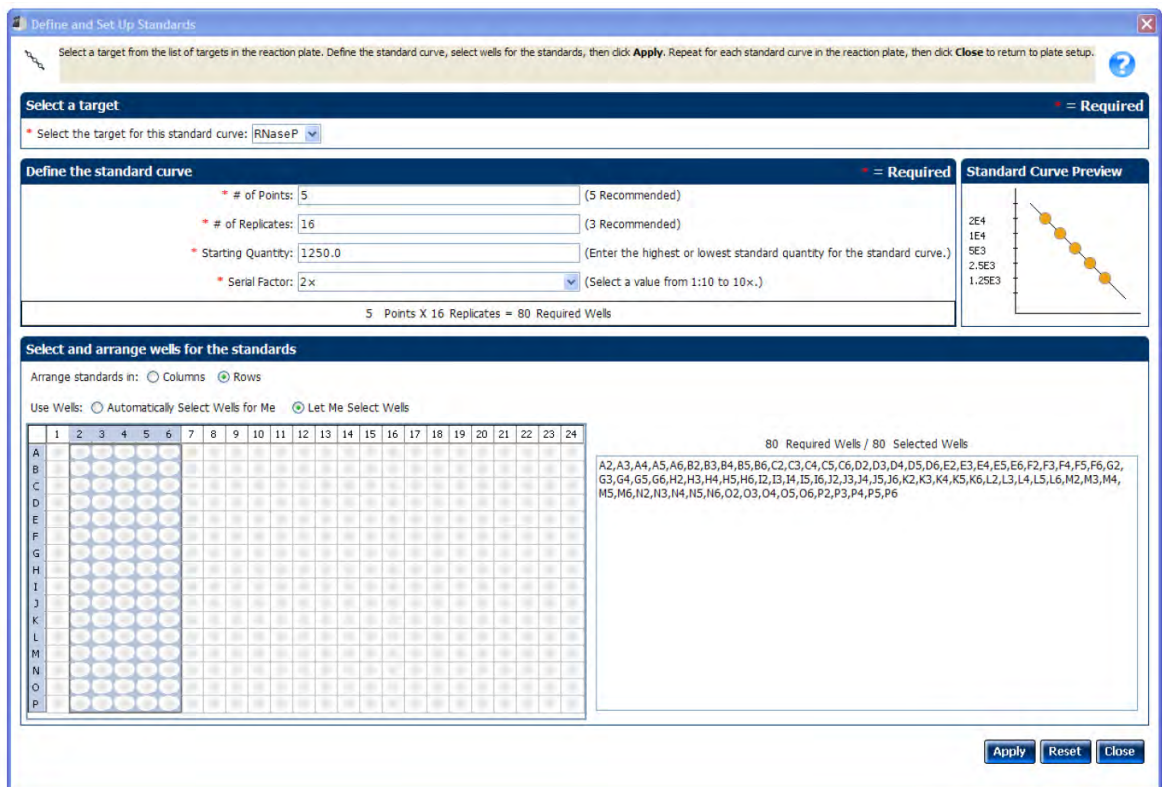 Define and Set Up Standards
Select a target from the list of targets in the reaction plate. Define the standard curve, select wells for the standards, then click Apply. Repeat for each standard curve in the reaction plate, then click Close to return to plate setup.
?
Select a target
* = Required
* Select the target for this standard curve: RNaseP
Define the standard curve
* = Required
* # of Points: 5 (5 Recommended)
* # of Replicates: 16 (3 Recommended)
* Starting Quantity: 1250.0 (Enter the highest or lowest standard quantity for the standard curve.)
* Serial Factor: 2× (Select a value from 1:10 to 10×.)
5 Points X 16 Replicates = 80 Required Wells
Standard Curve Preview
2E4
1E4
5E3
2.5E3
1.25E3
Select and arrange wells for the standards
Arrange standards in: Columns Rows
Use Wells: Automatically Select Wells for Me Let Me Select Wells
1 2 3 4 5 6 7 8 9 10 11 12 13 14 15 16 17 18 19 20 21 22 23 24
A
B
C
D
E
F
G
H
I
J
K
L
M
N
O
P
80 Required Wells / 80 Selected Wells
A2,A3,A4,A5,A6,B2,B3,B4,B5,B6,C2,C3,C4,C5,C6,D2,D3,D4,D5,D6,E2,E3,E4,E5,E6,F2,F3,F4,F5,F6,G2,
G3,G4,G5,G6,H2,H3,H4,H5,H6,I2,I3,I4,I5,I6,J2,J3,J4,J5,J6,K2,K3,K4,K5,K6,L2,L3,L4,L5,L6,M2,M3,M4,
M5,M6,N2,N3,N4,N5,N6,O2,O3,O4,O5,O6,P2,P3,P4,P5,P6
Apply Reset Close